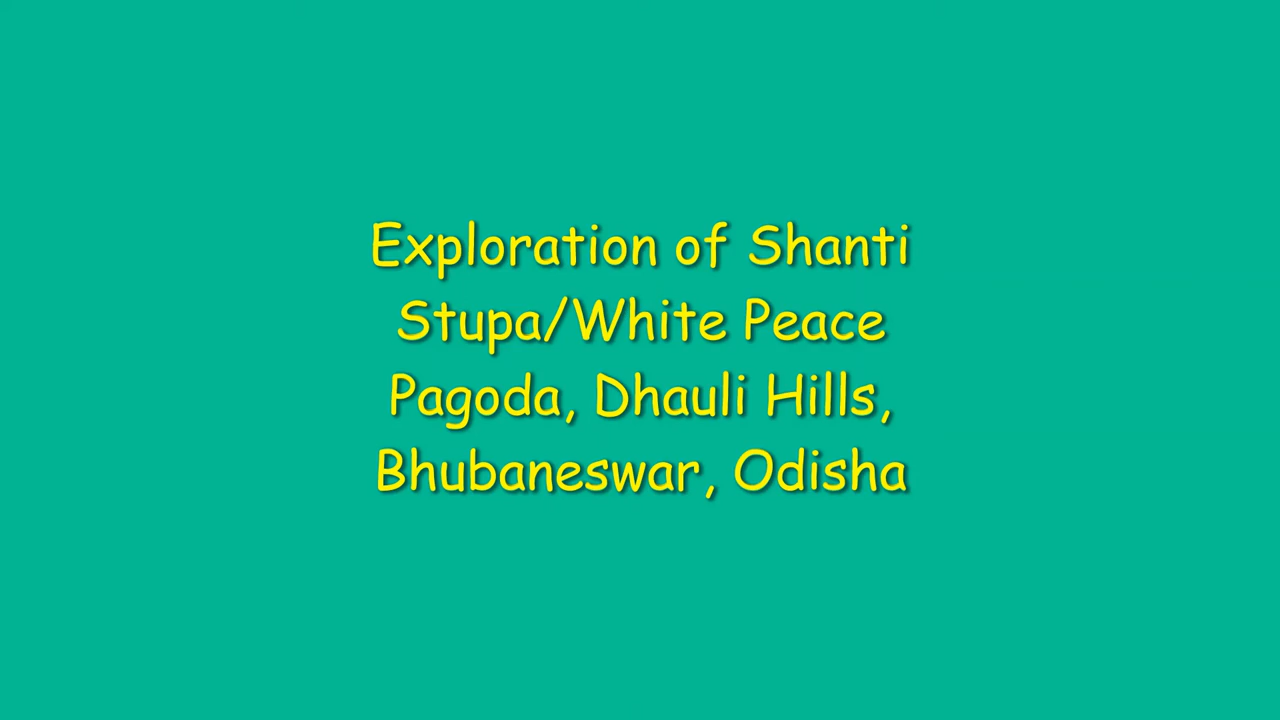 Exploration of Shanti
Stupa/White Peace
Pagoda, Dhauli Hills,
Bhubaneswar, Odisha